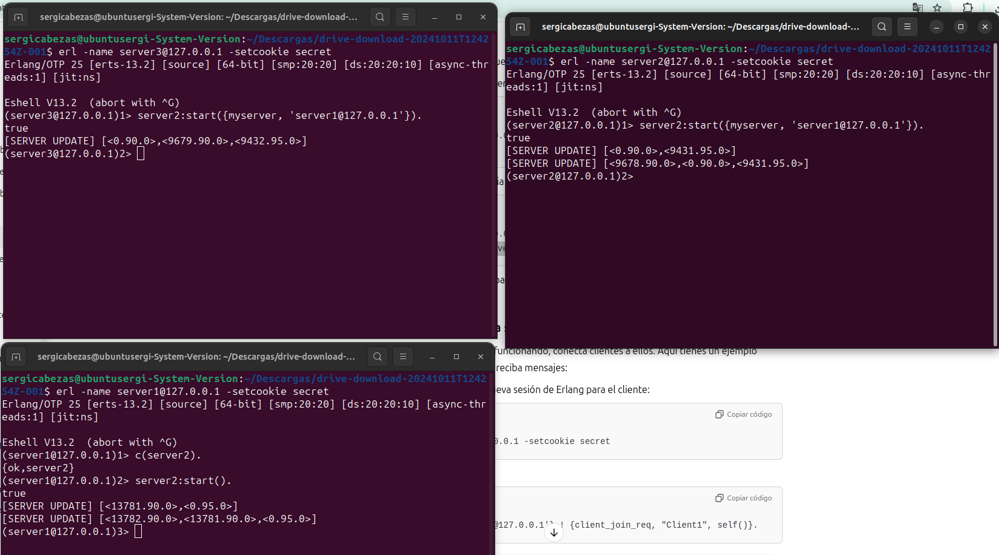 sergicabezas@ubuntusergi-System-Version: ~/Descargas/drive-download-...
sergicabezas@ubuntusergi-System-Version:~/Descargas/drive-download-20241011T1242
54Z-001$ erl -name server3@127.0.0.1 -setcookie secret
Erlang/OTP 25 [erts-13.2] [source] [64-bit] [smp:20:20] [ds:20:20:10] [async-thr
eads:1] [jit:ns]
Eshell V13.2  (abort with ^G)
(server3@127.0.0.1)1> server2:start({myserver, 'server1@127.0.0.1'}).
true
[SERVER UPDATE] [<0.90.0>,<9679.90.0>,<9432.95.0>]
(server3@127.0.0.1)2>
sergicabezas@ubuntusergi-System-Version: ~/Descargas/drive-download-...
sergicabezas@ubuntusergi-System-Version:~/Descargas/drive-download-20241011T1242
54Z-001$ erl -name server2@127.0.0.1 -setcookie secret
Erlang/OTP 25 [erts-13.2] [source] [64-bit] [smp:20:20] [ds:20:20:10] [async-thr
eads:1] [jit:ns]
Eshell V13.2  (abort with ^G)
(server2@127.0.0.1)1> server2:start({myserver, 'server1@127.0.0.1'}).
true
[SERVER UPDATE] [<0.90.0>,<9431.95.0>]
[SERVER UPDATE] [<9678.90.0>,<0.90.0>,<9431.95.0>]
(server2@127.0.0.1)2>
sergicabezas@ubuntusergi-System-Version: ~/Descargas/drive-download-...
sergicabezas@ubuntusergi-System-Version:~/Descargas/drive-download-20241011T1242
54Z-001$ erl -name server1@127.0.0.1 -setcookie secret
Erlang/OTP 25 [erts-13.2] [source] [64-bit] [smp:20:20] [ds:20:20:10] [async-thr
eads:1] [jit:ns]
Eshell V13.2  (abort with ^G)
(server1@127.0.0.1)1> c(server2).
{ok,server2}
(server1@127.0.0.1)2> server2:start().
true
[SERVER UPDATE] [<13781.90.0>,<0.95.0>]
[SERVER UPDATE] [<13782.90.0>,<13781.90.0>,<0.95.0>]
(server1@127.0.0.1)3>
funcionando, conecta clientes a ellos. Aquí tienes un ejemplo
reciba mensajes:
ueva sesión de Erlang para el cliente:
Copiar código
0.0.1 -setcookie secret
Copiar código
@127.0.0.1'} ! {client_join_req, "Client1", self()}.